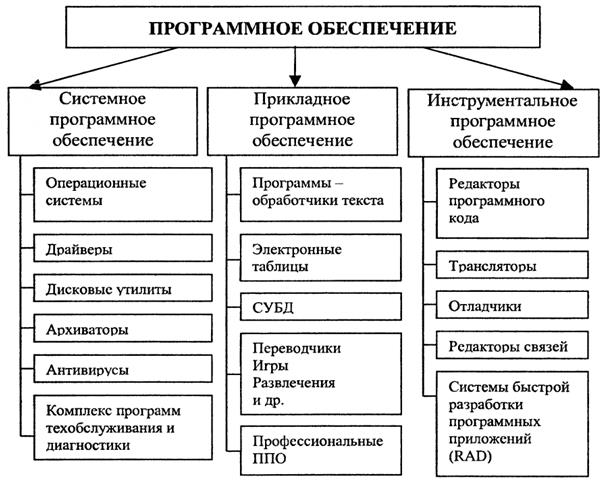 ПРОГРАММНОЕ ОБЕСПЕЧЕНИЕ
Системное
программное
обеспечение
Операционные
системы
Драйверы
Дисковые утилиты
Архиваторы
Антивирусы
Комплекс программ
техобслуживания и
диагностики
Прикладное
программное
обеспечение
Программы –
обработчики текста
Электронные
таблицы
СУБД
Переводчики
Игры
Развлечения
и др.
Профессиональные
ППО
Инструментальное
программное
обеспечение
Редакторы
программного
кода
Трансляторы
Отладчики
Редакторы связей
Системы быстрой
разработки
программных
приложений
(RAD)